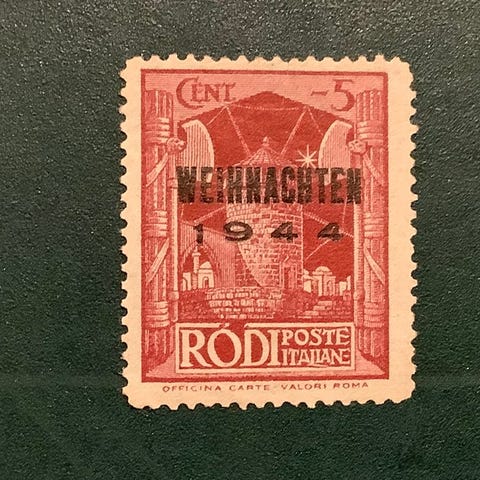 CENT. 5
WEIHNACHTEN
1944
RODI POSTE
ITALIANE
OFFICINA CARTE-VALORI ROMA